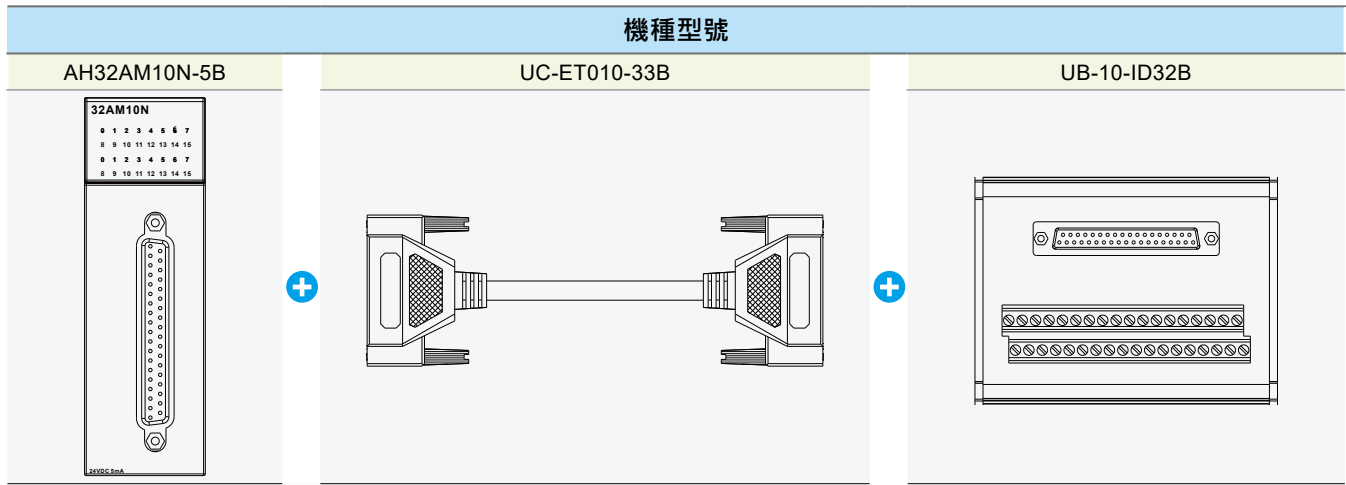 機種型號
AH32AM10N-5B
UC-ET010-33B
UB-10-ID32B
32AM10N
0 1 2 3 4 5 6 7
8 9 10 11 12 13 14 15
0 1 2 3 4 5 6 7
8 9 10 11 12 13 14 15
24VDC 5mA